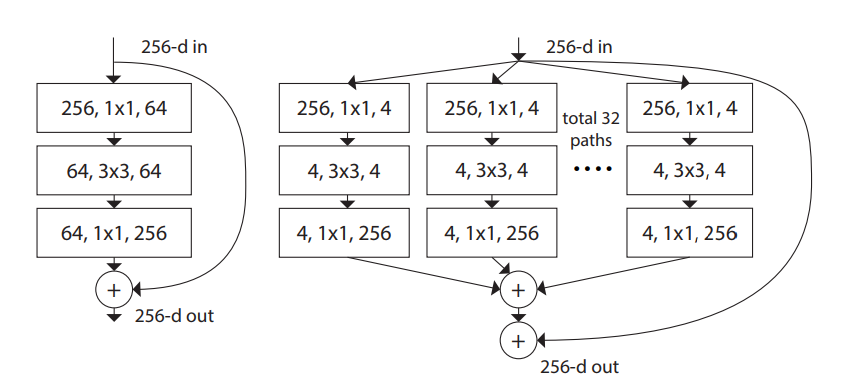 256-d in
256, 1x1, 64
64, 3x3, 64
64, 1x1, 256
+
256-d out
256-d in
256, 1x1, 4
256, 1x1, 4
total 32
paths
256, 1x1, 4
4, 3x3, 4
4, 3x3, 4
....
4, 3x3, 4
4, 1x1, 256
4, 1x1, 256
4, 1x1, 256
+
+
256-d out